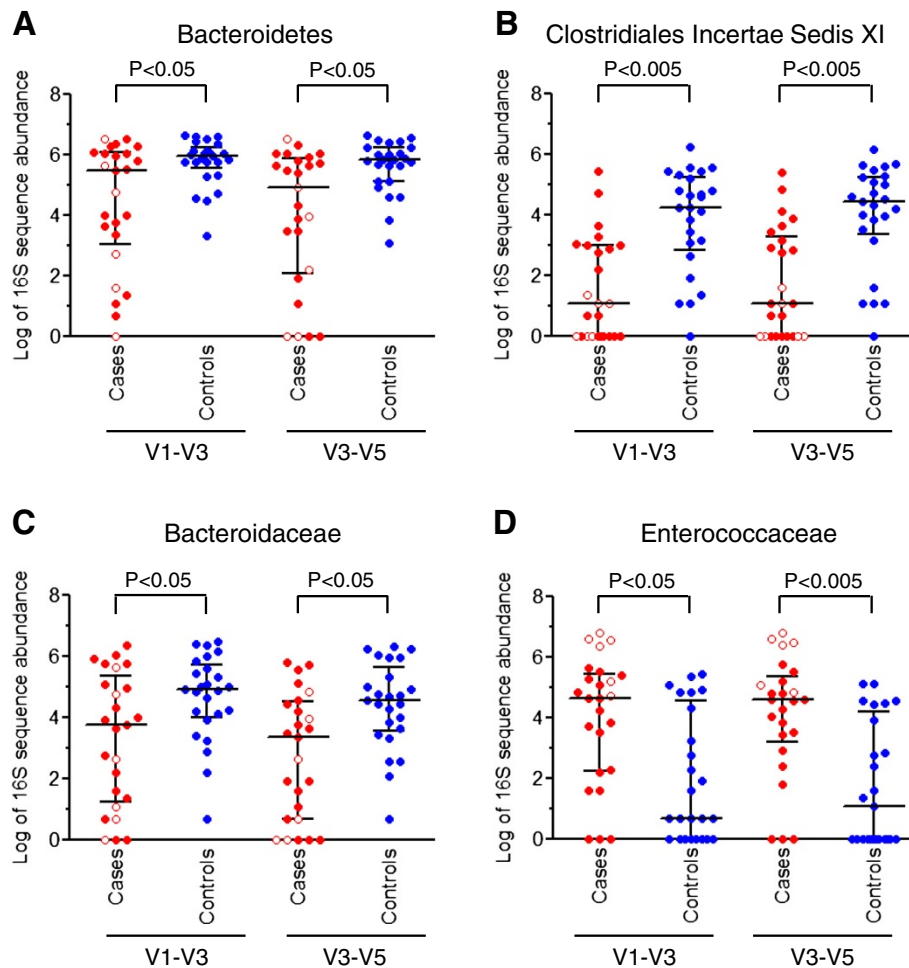 A
Bacteroidetes
P<0.05
P<0.05
Log of 16S sequence abundance
8
6
4
2
0
Cases
Controls
Cases
Controls
V1-V3
V3-V5
B
Clostridiales Incertae Sedis XI
P<0.005
P<0.005
Log of 16S sequence abundance
8
6
4
2
0
Cases
Controls
Cases
Controls
V1-V3
V3-V5
C
Bacteroidaceae
P<0.05
P<0.05
Log of 16S sequence abundance
8
6
4
2
0
Cases
Controls
Cases
Controls
V1-V3
V3-V5
D
Enterococcaceae
P<0.05
P<0.005
Log of 16S sequence abundance
8
6
4
2
0
Cases
Controls
Cases
Controls
V1-V3
V3-V5